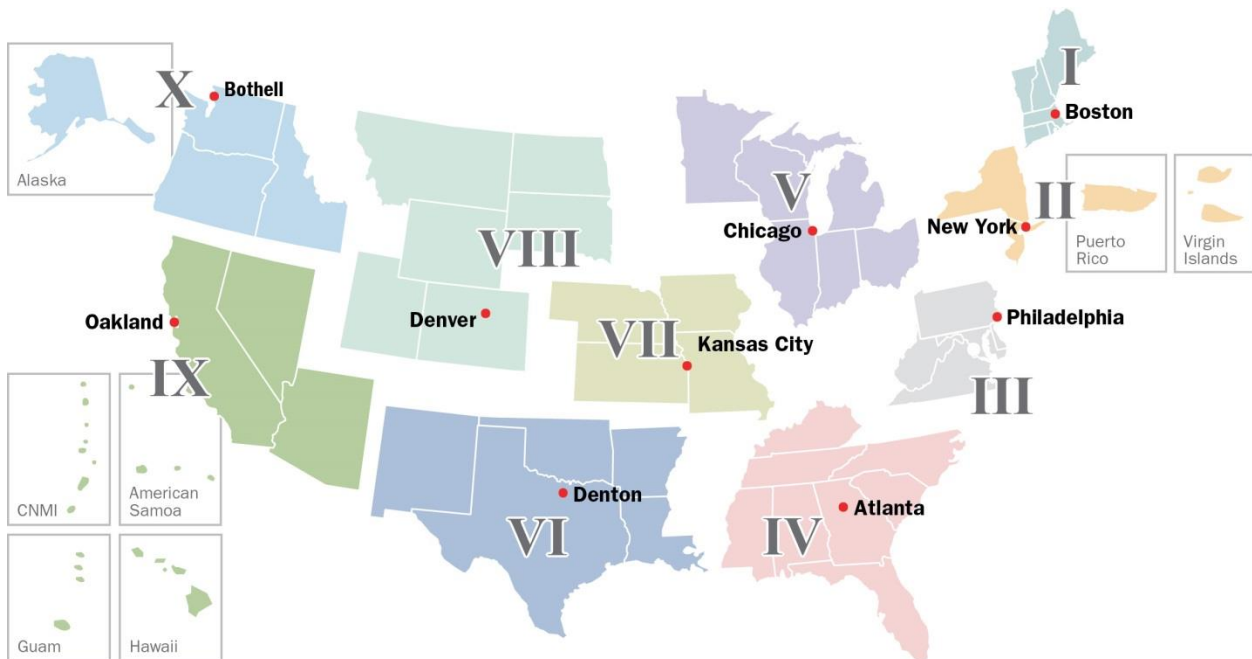 X
Bothell
Alaska
I
Boston
V
Chicago
II
New York
Puerto
Rico
Virgin
Islands
VIII
Denver
Oakland
IX
VII
Kansas City
Philadelphia
III
CNMI
American
Samoa
Guam
Hawaii
VI
Denton
IV
Atlanta